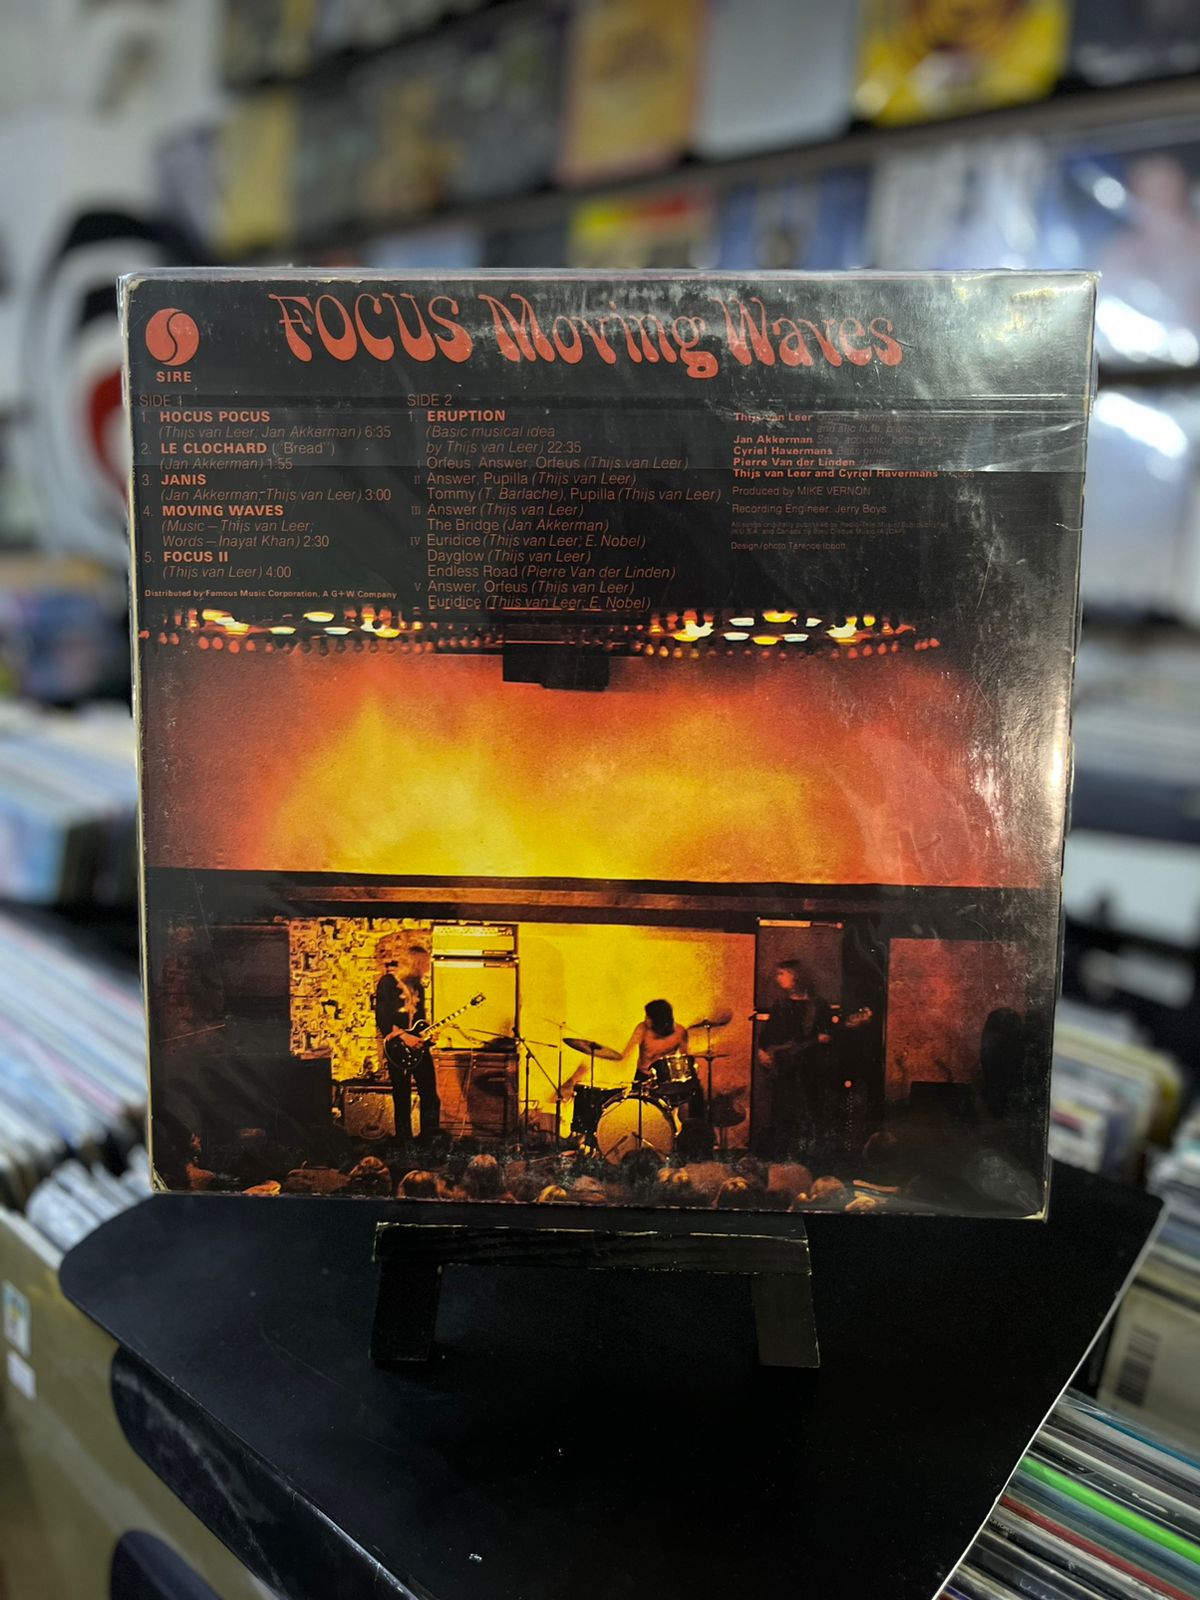 FOCUS Moving Waves
SIRE
SIDE 1
1. HOCUS POCUS
(Thijs van Leer; Jan Akkerman) 6:35
2. LE CLOCHARD ("Bread")
(Jan Akkerman) 1:55
3. JANIS
(Jan Akkerman; Thijs van Leer) 3:00
4. MOVING WAVES
(Music – Thijs van Leer;
Words – Inayat Khan) 2:30
5. FOCUS II
(Thijs van Leer) 4:00
Distributed by Famous Music Corporation, A G+W Company
SIDE 2
1. ERUPTION
(Basic musical idea
by Thijs van Leer) 22:35
I Orfeus, Answer, Orfeus (Thijs van Leer)
II Answer, Pupilla (Thijs van Leer)
Tommy (T. Barlache), Pupilla (Thijs van Leer)
III Answer (Thijs van Leer)
The Bridge (Jan Akkerman)
IV Euridice (Thijs van Leer; E. Nobel)
Dayglow (Thijs van Leer)
Endless Road (Pierre Van der Linden)
V Answer, Orfeus (Thijs van Leer)
Euridice (Thijs van Leer; E. Nobel)
Thijs van Leer
and alto flute, piano
Jan Akkerman Solo, acoustic, bass guitar
Cyriel Havermans Bass guitar
Pierre Van der Linden
Thijs van Leer and Cyriel Havermans
Produced by MIKE VERNON
Recording Engineer: Jerry Boys
Design/photo Terence Ibbott